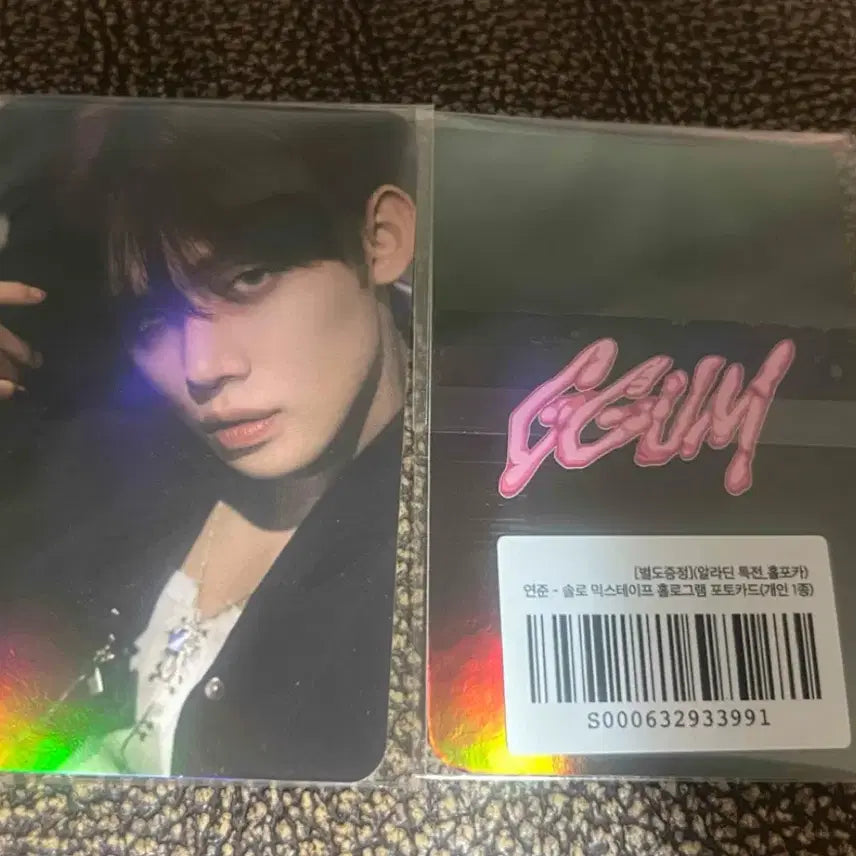 GGUM
[별도증정](알라딘 특전_홀포카)
연준 - 솔로 믹스테이프 홀로그램 포토카드(개인 1종)
S000632933991